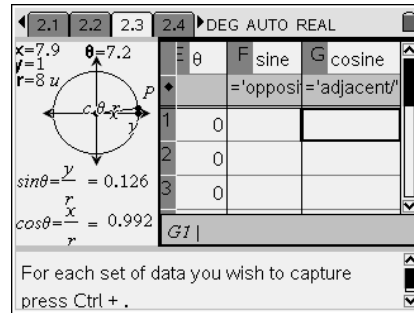 2.1 2.2 2.3 2.4 DEG AUTO REAL
x=7.9 θ=7.2
y=1
r=8 u
P
c θ r x
y
sinθ= y/r = 0.126
cosθ= x/r = 0.992
E θ F sine G cosine
◆ ='opposi ='adjacent/'
1 0
2 0
3 0
G1
For each set of data you wish to capture
press Ctrl + .